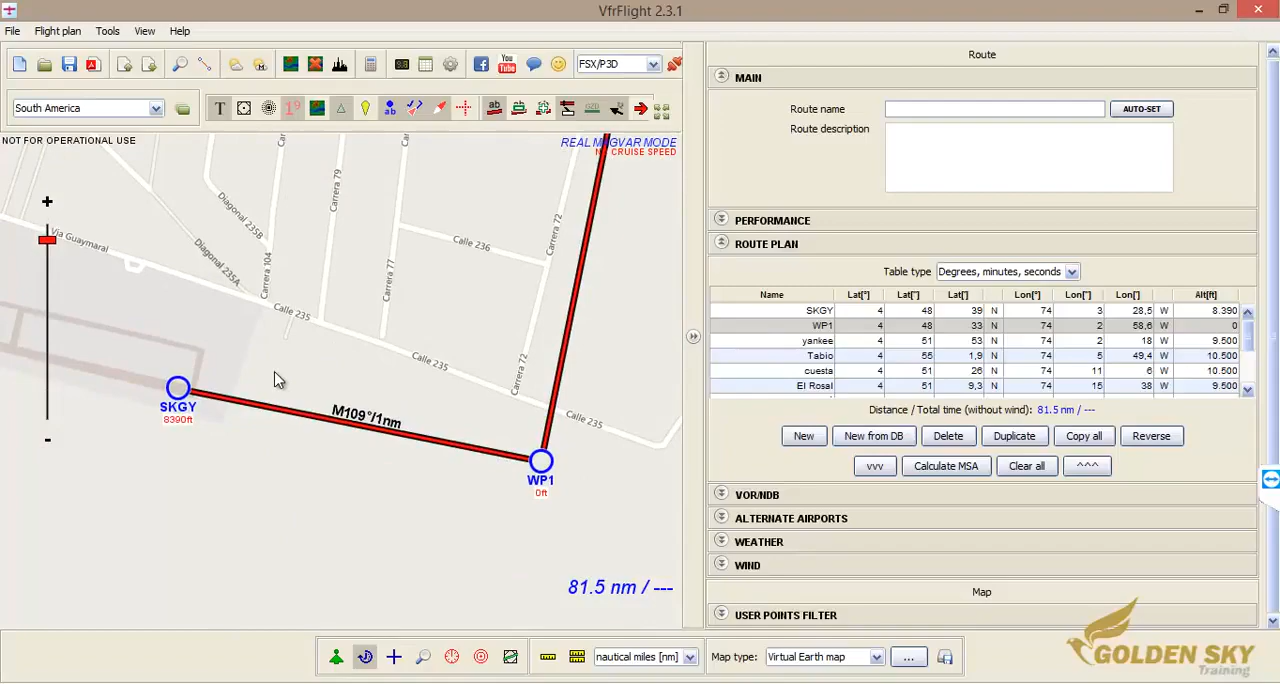 VfrFlight 2.3.1
File Flight plan Tools View Help
FSX/P3D
You Tube
South America
T
ab
NOT FOR OPERATIONAL USE
REAL MAGVAR MODE
NO CRUISE SPEED
+
-
Via Guaymaral
Diagonal 235B
Diagonal 235A
Carrera 104
Carrera 79
Carrera 77
Carrera 72
Carrera 72
Calle 236
Calle 235
Calle 235
Calle 235
SKGY
8390ft
M109°/1nm
WP1
0ft
81.5 nm / ---
Route
MAIN
Route name AUTO-SET
Route description
PERFORMANCE
ROUTE PLAN
Table type Degrees, minutes, seconds
Name Lat[°] Lat['] Lat[] Lon[°] Lon["] Lon[] Alt[ft]
SKGY 4 48 39 N 74 3 28,5 W 8.390
WP1 4 48 33 N 74 2 58,6 W 0
yankee 4 51 53 N 74 2 18 W 9.500
Tabio 4 55 1,9 N 74 5 49,4 W 10.500
cuesta 4 51 26 N 74 11 6 W 10.500
El Rosal 4 51 9,3 N 74 15 38 W 9.500
Distance / Total time (without wind): 81.5 nm / ---
New New from DB Delete Duplicate Copy all Reverse
vvv Calculate MSA Clear all ^^^
VOR/NDB
ALTERNATE AIRPORTS
WEATHER
WIND
Map
USER POINTS FILTER
nautical miles [nm] Map type: Virtual Earth map ...
GOLDEN SKY
Training